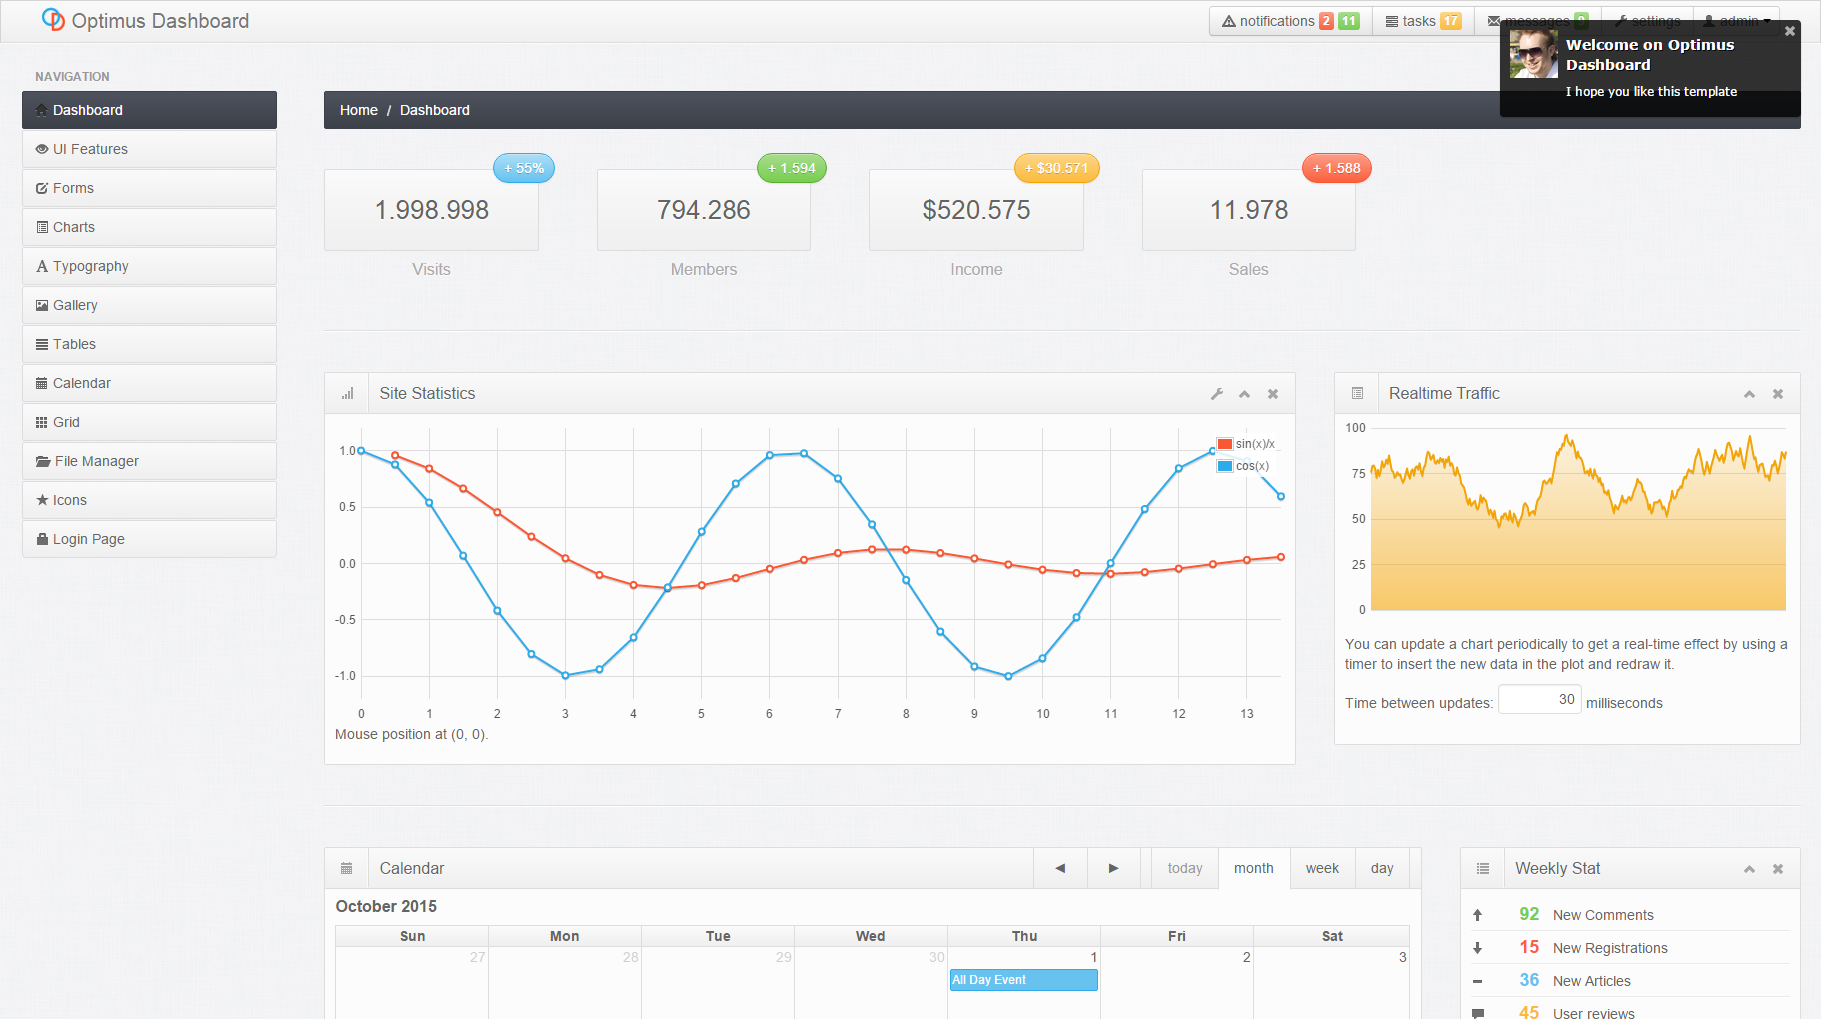 Optimus Dashboard
notifications 2 11
tasks 17
messages 9
settings
admin
Welcome on Optimus
Dashboard
I hope you like this template
NAVIGATION
Dashboard
UI Features
Forms
Charts
Typography
Gallery
Tables
Calendar
Grid
File Manager
Icons
Login Page
Home / Dashboard
+ 55%
1.998.998
Visits
+ 1.594
794.286
Members
+ $30.571
$520.575
Income
+ 1.588
11.978
Sales
Site Statistics
sin(x)/x
cos(x)
1.0
0.5
0.0
-0.5
-1.0
0 1 2 3 4 5 6 7 8 9 10 11 12 13
Mouse position at (0, 0).
Realtime Traffic
100
75
50
25
0
You can update a chart periodically to get a real-time effect by using a
timer to insert the new data in the plot and redraw it.
Time between updates: 30 milliseconds
Calendar
◄ ► today month week day
October 2015
Sun Mon Tue Wed Thu Fri Sat
27 28 29 30 1 2 3
All Day Event
Weekly Stat
92 New Comments
15 New Registrations
36 New Articles
45 User reviews